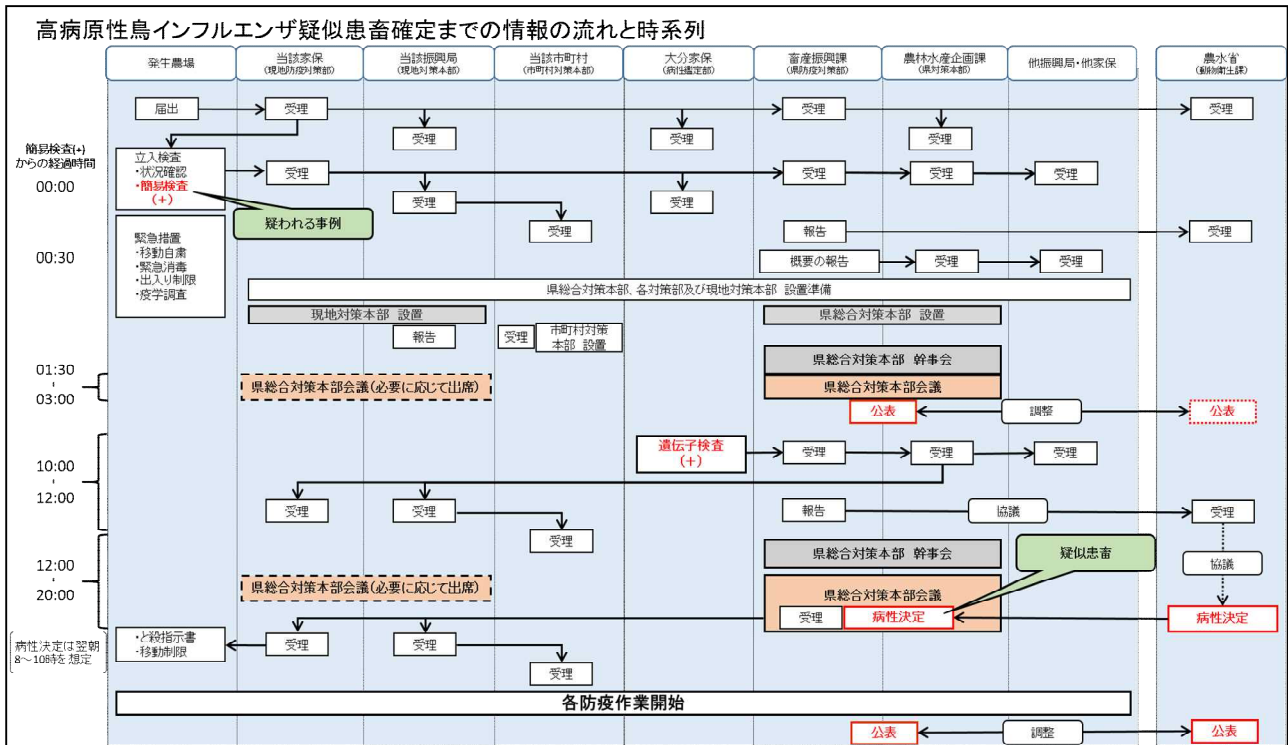 高病原性鳥インフルエンザ疑似患畜確定までの情報の流れと時系列
発生農場
当該家保
(現地防疫対策部)
当該振興局
(現地対策本部)
当該市町村
(市町村対策本部)
大分家保
(病性鑑定部)
畜産振興課
(県防疫対策部)
農林水産企画課
(県対策本部)
他振興局・他家保
農水省
(動物衛生課)
届出
受理
受理
受理
受理
受理
受理
受理
簡易検査(+)
からの経過時間
00:00
立入検査
・状況確認
・簡易検査
(+)
受理
受理
受理
受理
受理
受理
受理
疑われる事例
00:30
緊急措置
・移動自粛
・緊急消毒
・出入り制限
・疫学調査
報告
受理
受理
概要の報告
受理
受理
県総合対策本部、各対策部及び現地対策本部 設置準備
現地対策本部 設置
県総合対策本部 設置
報告
受理
市町村対策
本部 設置
01:30
-
03:00
県総合対策本部 幹事会
県総合対策本部会議(必要に応じて出席)
県総合対策本部会議
公表
調整
公表
10:00
-
12:00
遺伝子検査
(+)
受理
受理
受理
受理
受理
受理
報告
協議
受理
12:00
-
20:00
県総合対策本部 幹事会
疑似患畜
協議
県総合対策本部会議(必要に応じて出席)
県総合対策本部会議
受理
病性決定
病性決定
病性決定は翌朝
8～10時を想定
・と殺指示書
・移動制限
受理
受理
受理
各防疫作業開始
公表
調整
公表